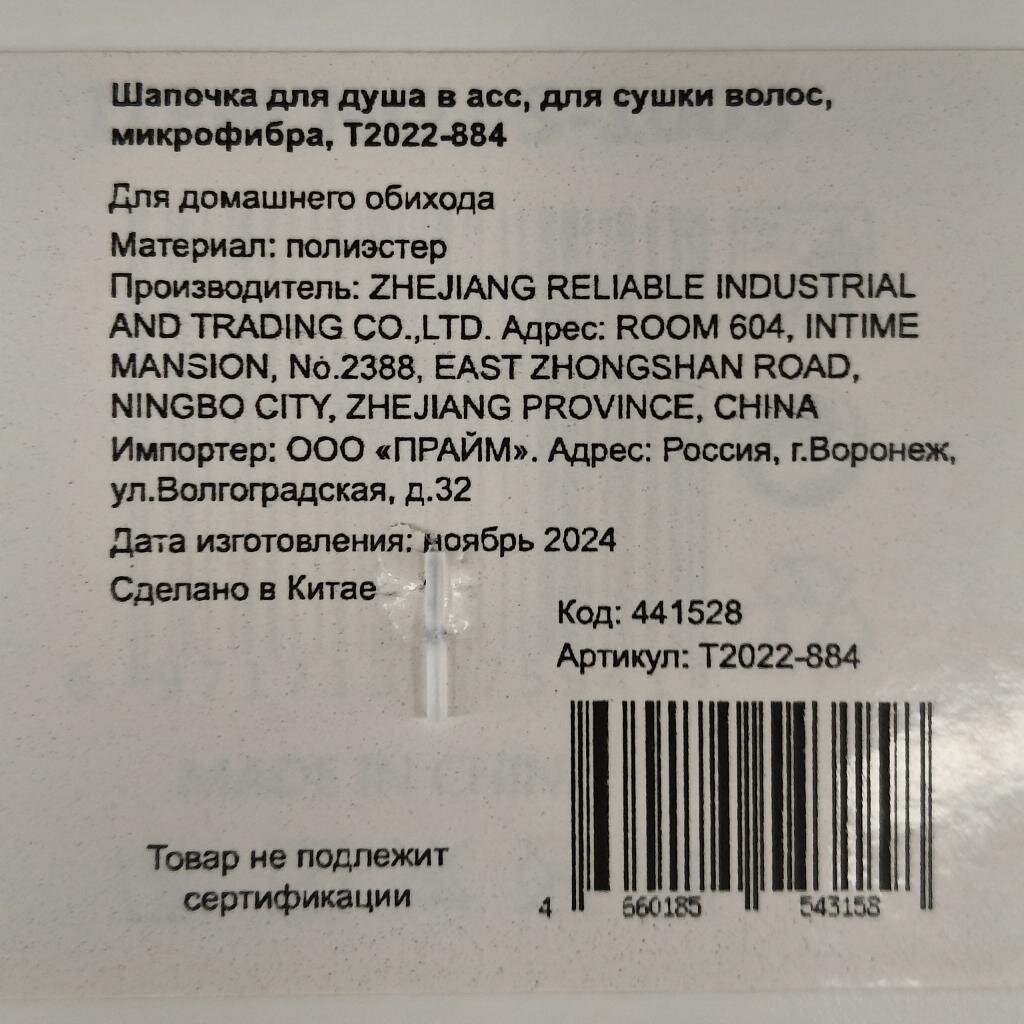 Шапочка для душа в асс, для сушки волос,
микрофибра, Т2022-884
Для домашнего обихода
Материал: полиэстер
Производитель: ZHEJIANG RELIABLE INDUSTRIAL
AND TRADING CO.,LTD. Адрес: ROOM 604, INTIME
MANSION, No.2388, EAST ZHONGSHAN ROAD,
NINGBO CITY, ZHEJIANG PROVINCE, CHINA
Импортер: ООО «ПРАЙМ». Адрес: Россия, г.Воронеж,
ул.Волгоградская, д.32
Дата изготовления: ноябрь 2024
Сделано в Китае
Код: 441528
Артикул: Т2022-884
Товар не подлежит
сертификации
4 660185 543158